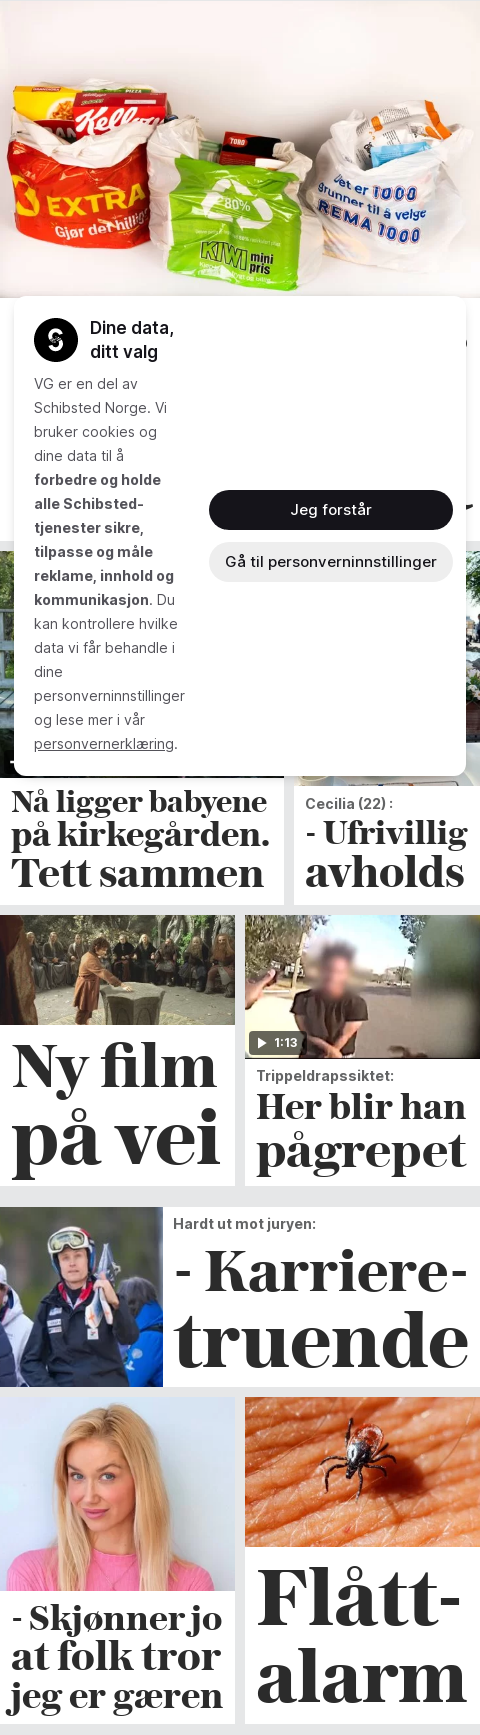 PIZZA
Kellogg
EXTRA
Gjør det billig
TORO
80%
KIWI mini
pris
Det er 1000
grunner til å velge
REMA 1000
Dine data,
ditt valg
VG er en del av
Schibsted Norge. Vi
bruker cookies og
dine data til å
forbedre og holde
alle Schibsted-
tjenester sikre,
tilpasse og måle
reklame, innhold og
kommunikasjon. Du
kan kontrollere hvilke
data vi får behandle i
dine
personverninnstillinger
og lese mer i vår
personvernerklæring.
Jeg forstår
Gå til personverninnstillinger
Nå ligger babyene
på kirkegården.
Tett sammen
Cecilia (22) :
- Ufrivillig
avholds
Ny film
på vei
1:13
Trippeldrapssiktet:
Her blir han
pågrepet
Hardt ut mot juryen:
- Karriere-
truende
- Skjønner jo
at folk tror
jeg er gæren
Flått-
alarm